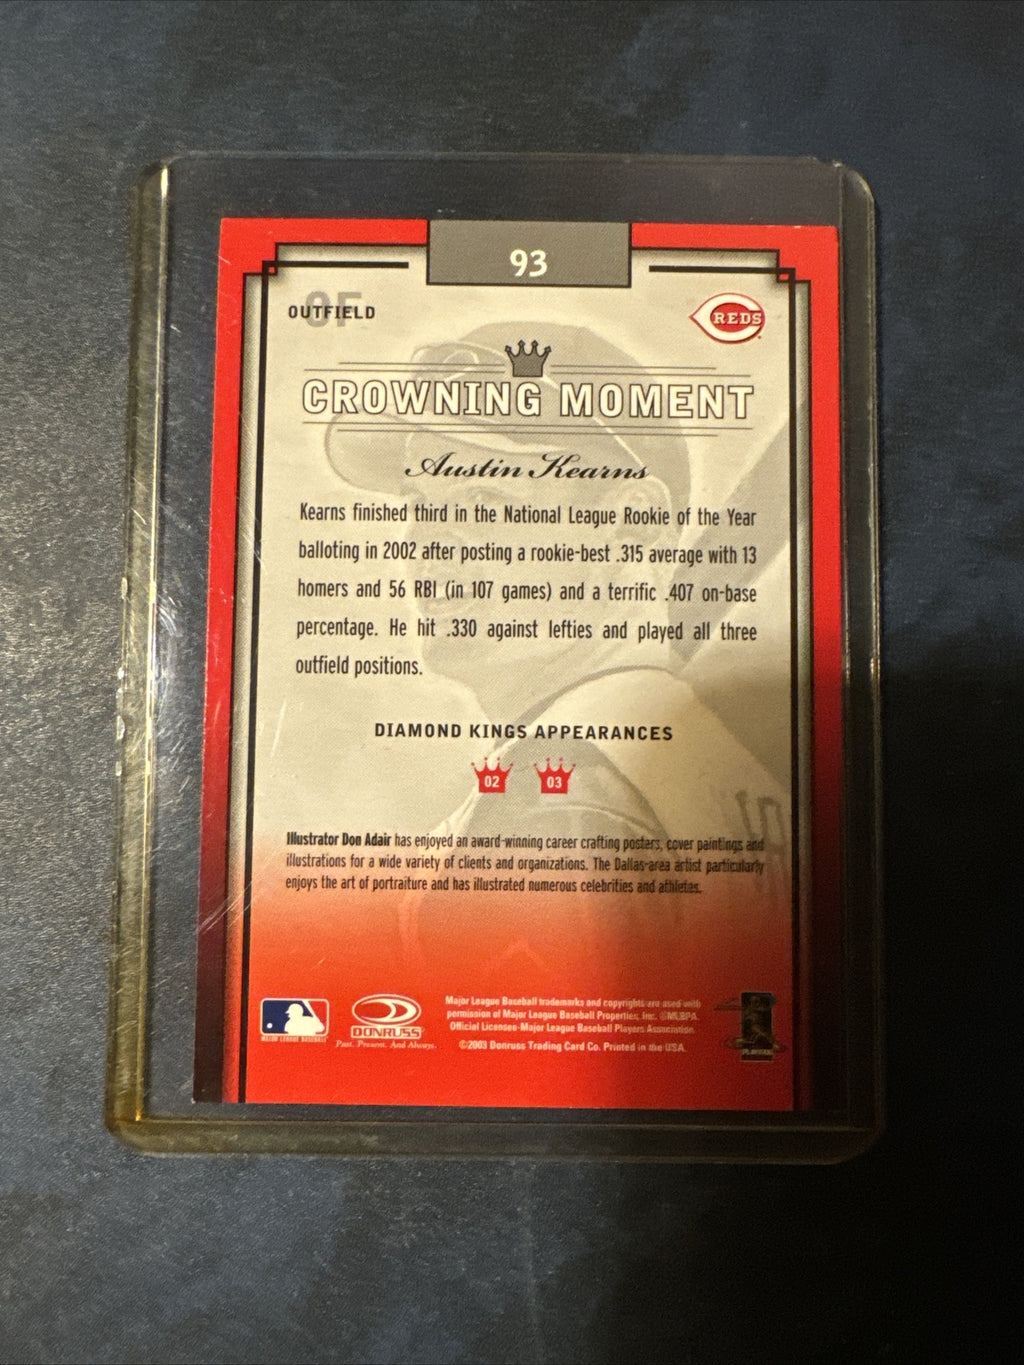 93
OF
OUTFIELD
REDS
CROWNING MOMENT
Austin Kearns
Kearns finished third in the National League Rookie of the Year
balloting in 2002 after posting a rookie-best .315 average with 13
homers and 56 RBI (in 107 games) and a terrific .407 on-base
percentage. He hit .330 against lefties and played all three
outfield positions.
DIAMOND KINGS APPEARANCES
02 03
Illustrator Don Adair has enjoyed an award-winning career crafting posters, cover paintings and
illustrations for a wide variety of clients and organizations. The Dallas-area artist particularly
enjoys the art of portraiture and has illustrated numerous celebrities and athletes.
MAJOR LEAGUE BASEBALL
DONRUSS
Past. Present. And Always.
Major League Baseball trademarks and copyrights are used with
permission of Major League Baseball Properties, Inc. ©MLBPA
Official Licensee-Major League Baseball Players Association.
©2003 Donruss Trading Card Co. Printed in the USA.
PLAYERS